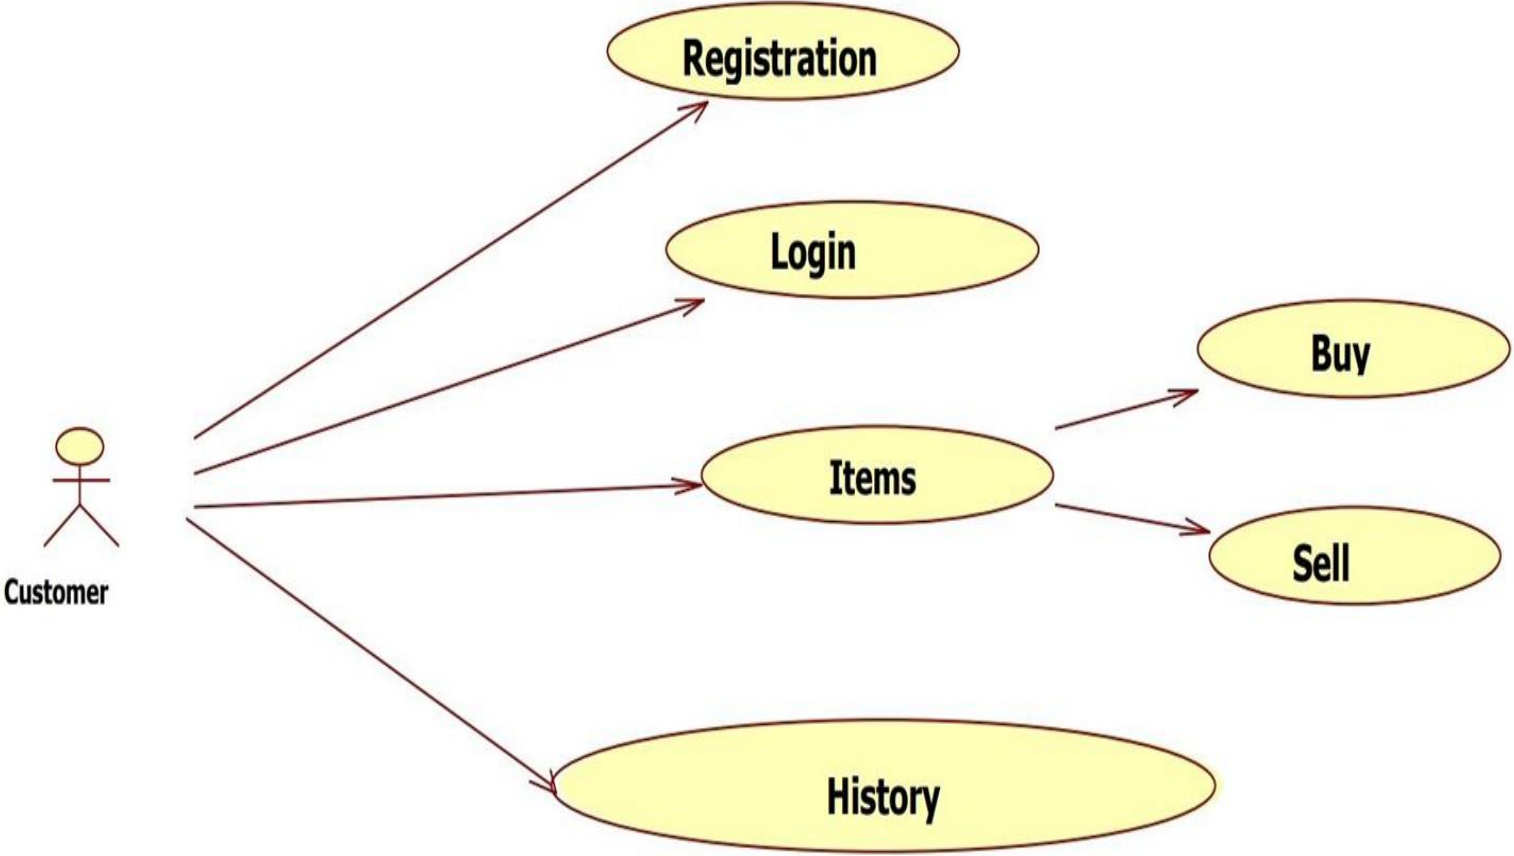 Registration
Login
Buy
Items
Sell
Customer
History